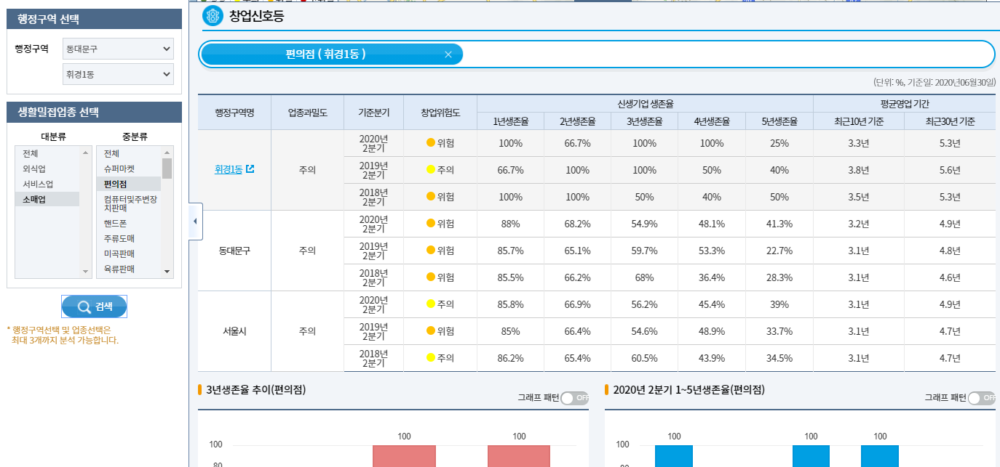 행정구역 선택
행정구역
동대문구
휘경1동
생활밀접업종 선택
대분류 중분류
전체
외식업
서비스업
소매업
전체
슈퍼마켓
편의점
컴퓨터및주변장
치판매
핸드폰
주류도매
미곡판매
육류판매
검색
* 행정구역선택 및 업종선택은
최대 3개까지 분석 가능합니다.
창업신호등
편의점 ( 휘경1동 ) ×
(단위: %, 기준일: 2020년06월30일)
행정구역명 업종과밀도 기준분기 창업위험도 신생기업 생존율 평균영업 기간
1년생존율 2년생존율 3년생존율 4년생존율 5년생존율 최근10년 기준 최근30년 기준
휘경1동 주의
2020년
2분기 위험 100% 66.7% 100% 100% 25% 3.3년 5.3년
2019년
2분기 주의 66.7% 100% 100% 50% 40% 3.8년 5.6년
2018년
2분기 위험 100% 100% 50% 40% 50% 3.5년 5.3년
동대문구 주의
2020년
2분기 위험 88% 68.2% 54.9% 48.1% 41.3% 3.2년 4.9년
2019년
2분기 위험 85.7% 65.1% 59.7% 53.3% 22.7% 3.1년 4.8년
2018년
2분기 위험 85.5% 66.2% 68% 36.4% 28.3% 3.1년 4.6년
서울시 주의
2020년
2분기 주의 85.8% 66.9% 56.2% 45.4% 39% 3.1년 4.9년
2019년
2분기 위험 85% 66.4% 54.6% 48.9% 33.7% 3.1년 4.7년
2018년
2분기 주의 86.2% 65.4% 60.5% 43.9% 34.5% 3.1년 4.7년
3년생존율 추이(편의점)
그래프 패턴 OFF
100 100
100
80
2020년 2분기 1~5년생존율(편의점)
그래프 패턴 OFF
100 100 100
100
80